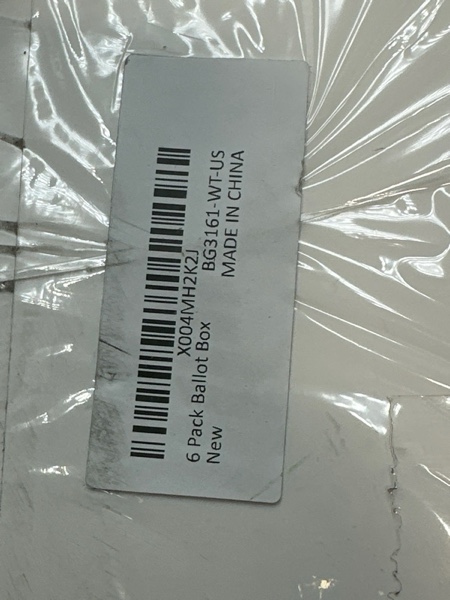 X004MH2K2J
6 Pack Ballot Box BG3161-WT-US
New MADE IN CHINA